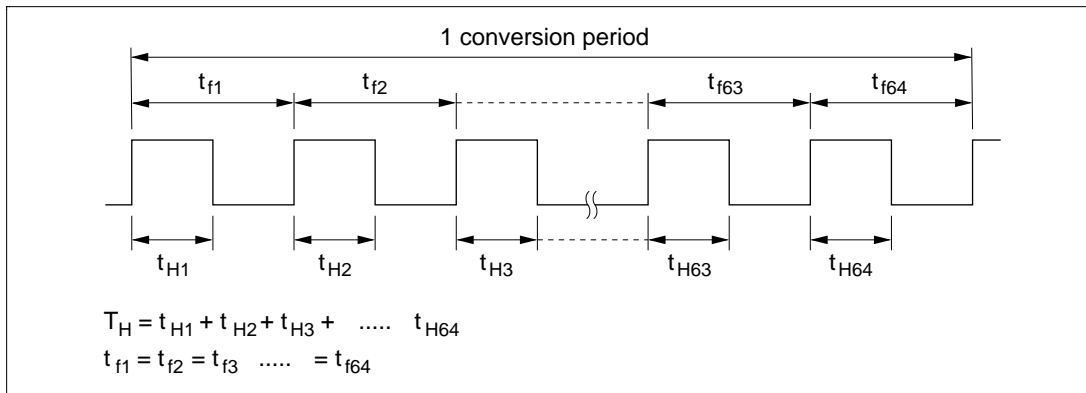 1 conversion period
tf1 tf2 tf63 tf64
tH1 tH2 tH3 tH63 tH64
TH = tH1 + tH2 + tH3 + ..... tH64
tf1 = tf2 = tf3 ..... = tf64